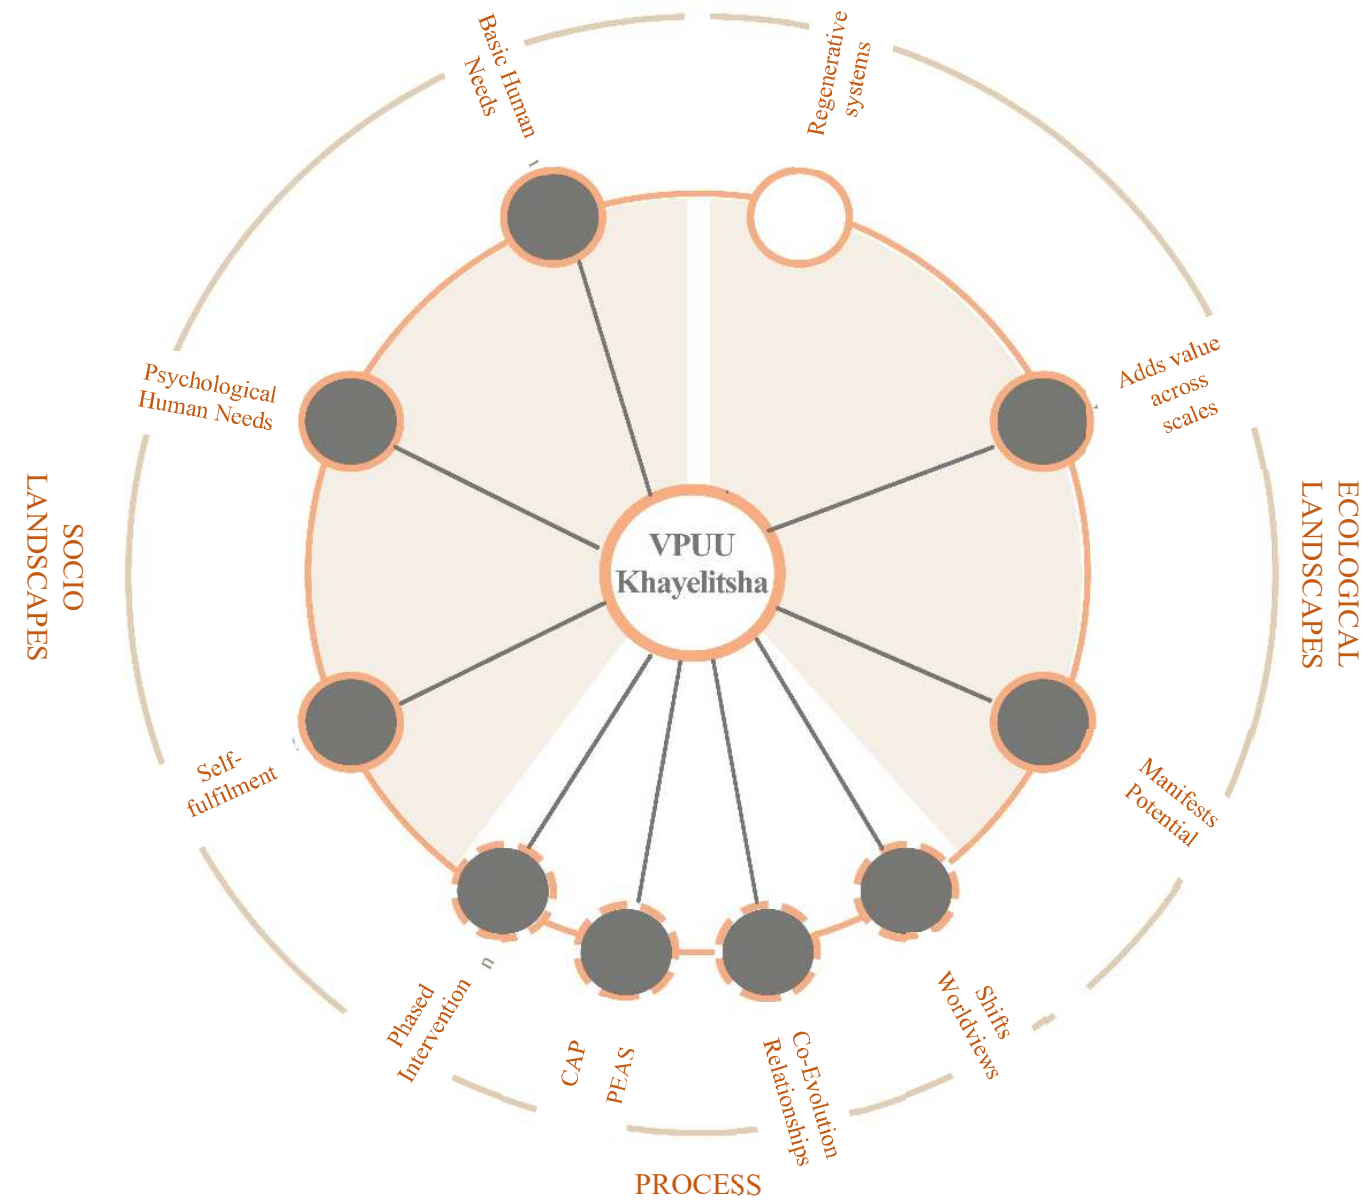 Basic Human
Needs
Regenerative
systems
Psychological
Human Needs
Adds value
across
scales
SOCIO
LANDSCAPES
ECOLOGICAL
LANDSCAPES
VPUU
Khayelitsha
Self-
fulfilment
Manifests
Potential
Phased
Intervention
n
CAP
PEAS
Co-Evolution
Relationships
Shifts
Worldviews
PROCESS